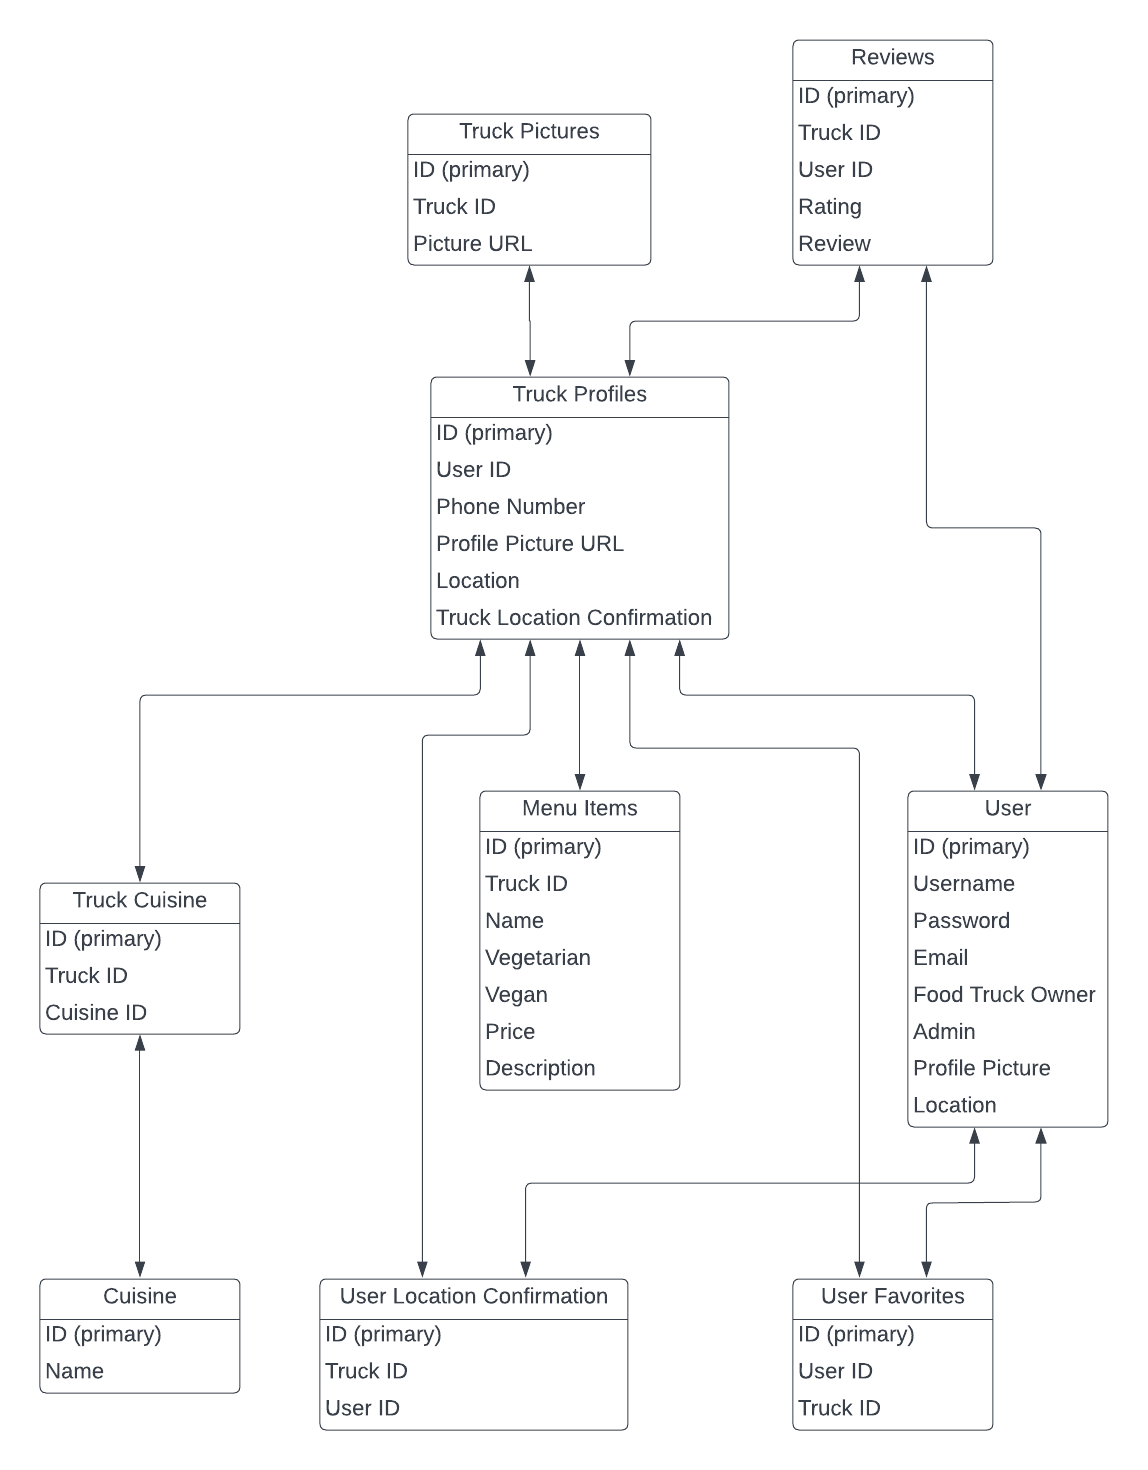 Reviews
ID (primary)
Truck ID
User ID
Rating
Review
Truck Pictures
ID (primary)
Truck ID
Picture URL
Truck Profiles
ID (primary)
User ID
Phone Number
Profile Picture URL
Location
Truck Location Confirmation
Menu Items
ID (primary)
Truck ID
Name
Vegetarian
Vegan
Price
Description
User
ID (primary)
Username
Password
Email
Food Truck Owner
Admin
Profile Picture
Location
Truck Cuisine
ID (primary)
Truck ID
Cuisine ID
Cuisine
ID (primary)
Name
User Location Confirmation
ID (primary)
Truck ID
User ID
User Favorites
ID (primary)
User ID
Truck ID